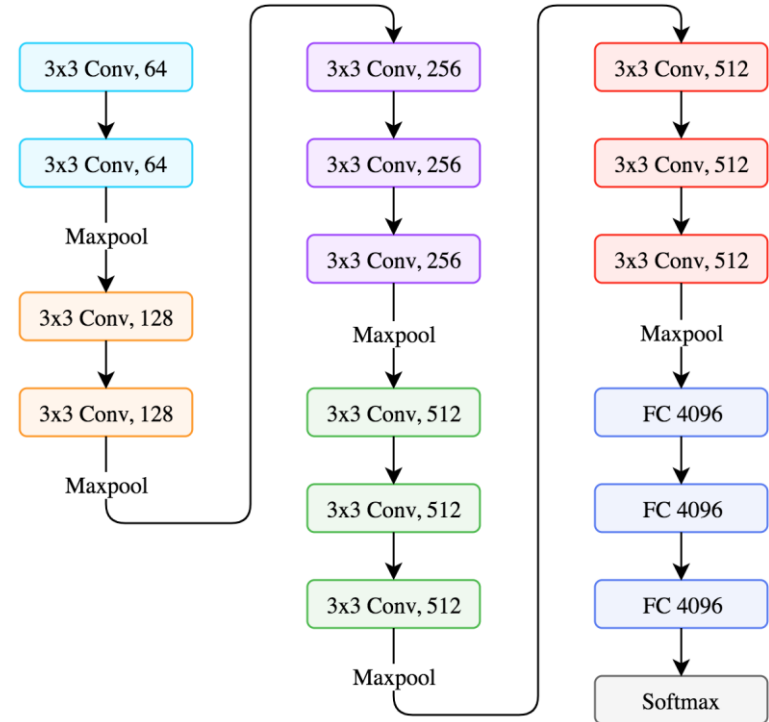 3x3 Conv, 64
3x3 Conv, 64
Maxpool
3x3 Conv, 128
3x3 Conv, 128
Maxpool
3x3 Conv, 256
3x3 Conv, 256
3x3 Conv, 256
Maxpool
3x3 Conv, 512
3x3 Conv, 512
3x3 Conv, 512
Maxpool
3x3 Conv, 512
3x3 Conv, 512
3x3 Conv, 512
Maxpool
FC 4096
FC 4096
FC 4096
Softmax